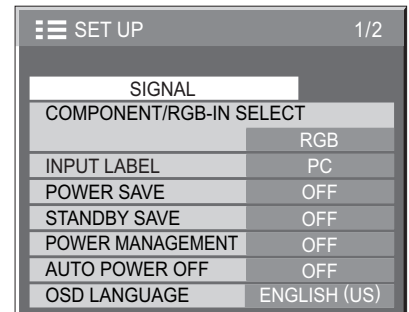 SET UP 1/2
SIGNAL
COMPONENT/RGB-IN SELECT
RGB
INPUT LABEL PC
POWER SAVE OFF
STANDBY SAVE OFF
POWER MANAGEMENT OFF
AUTO POWER OFF OFF
OSD LANGUAGE ENGLISH (US)